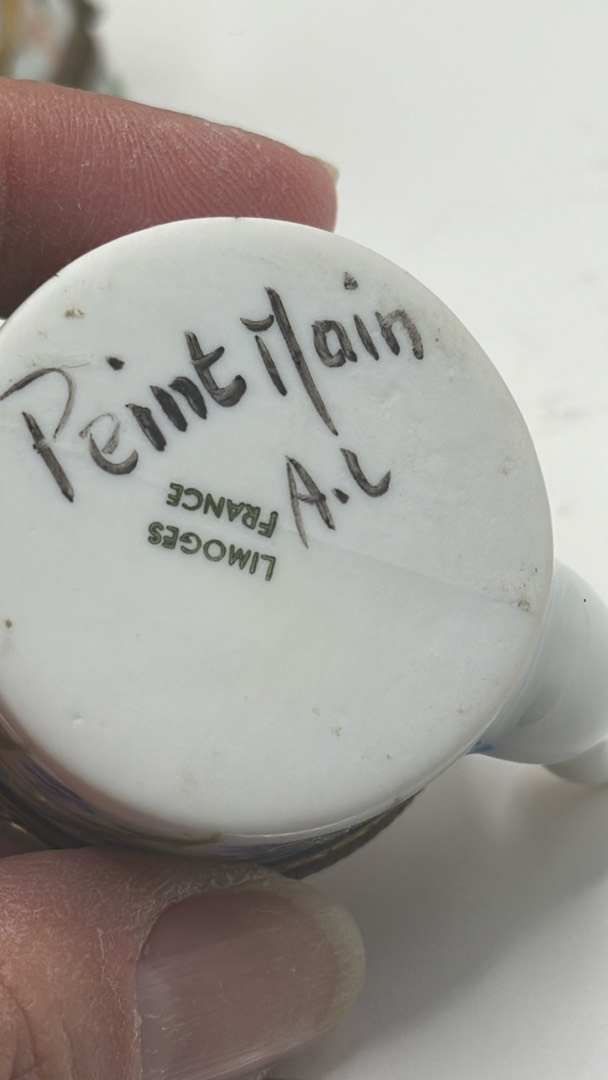 Peint Main
A.L
LIMOGES
FRANCE